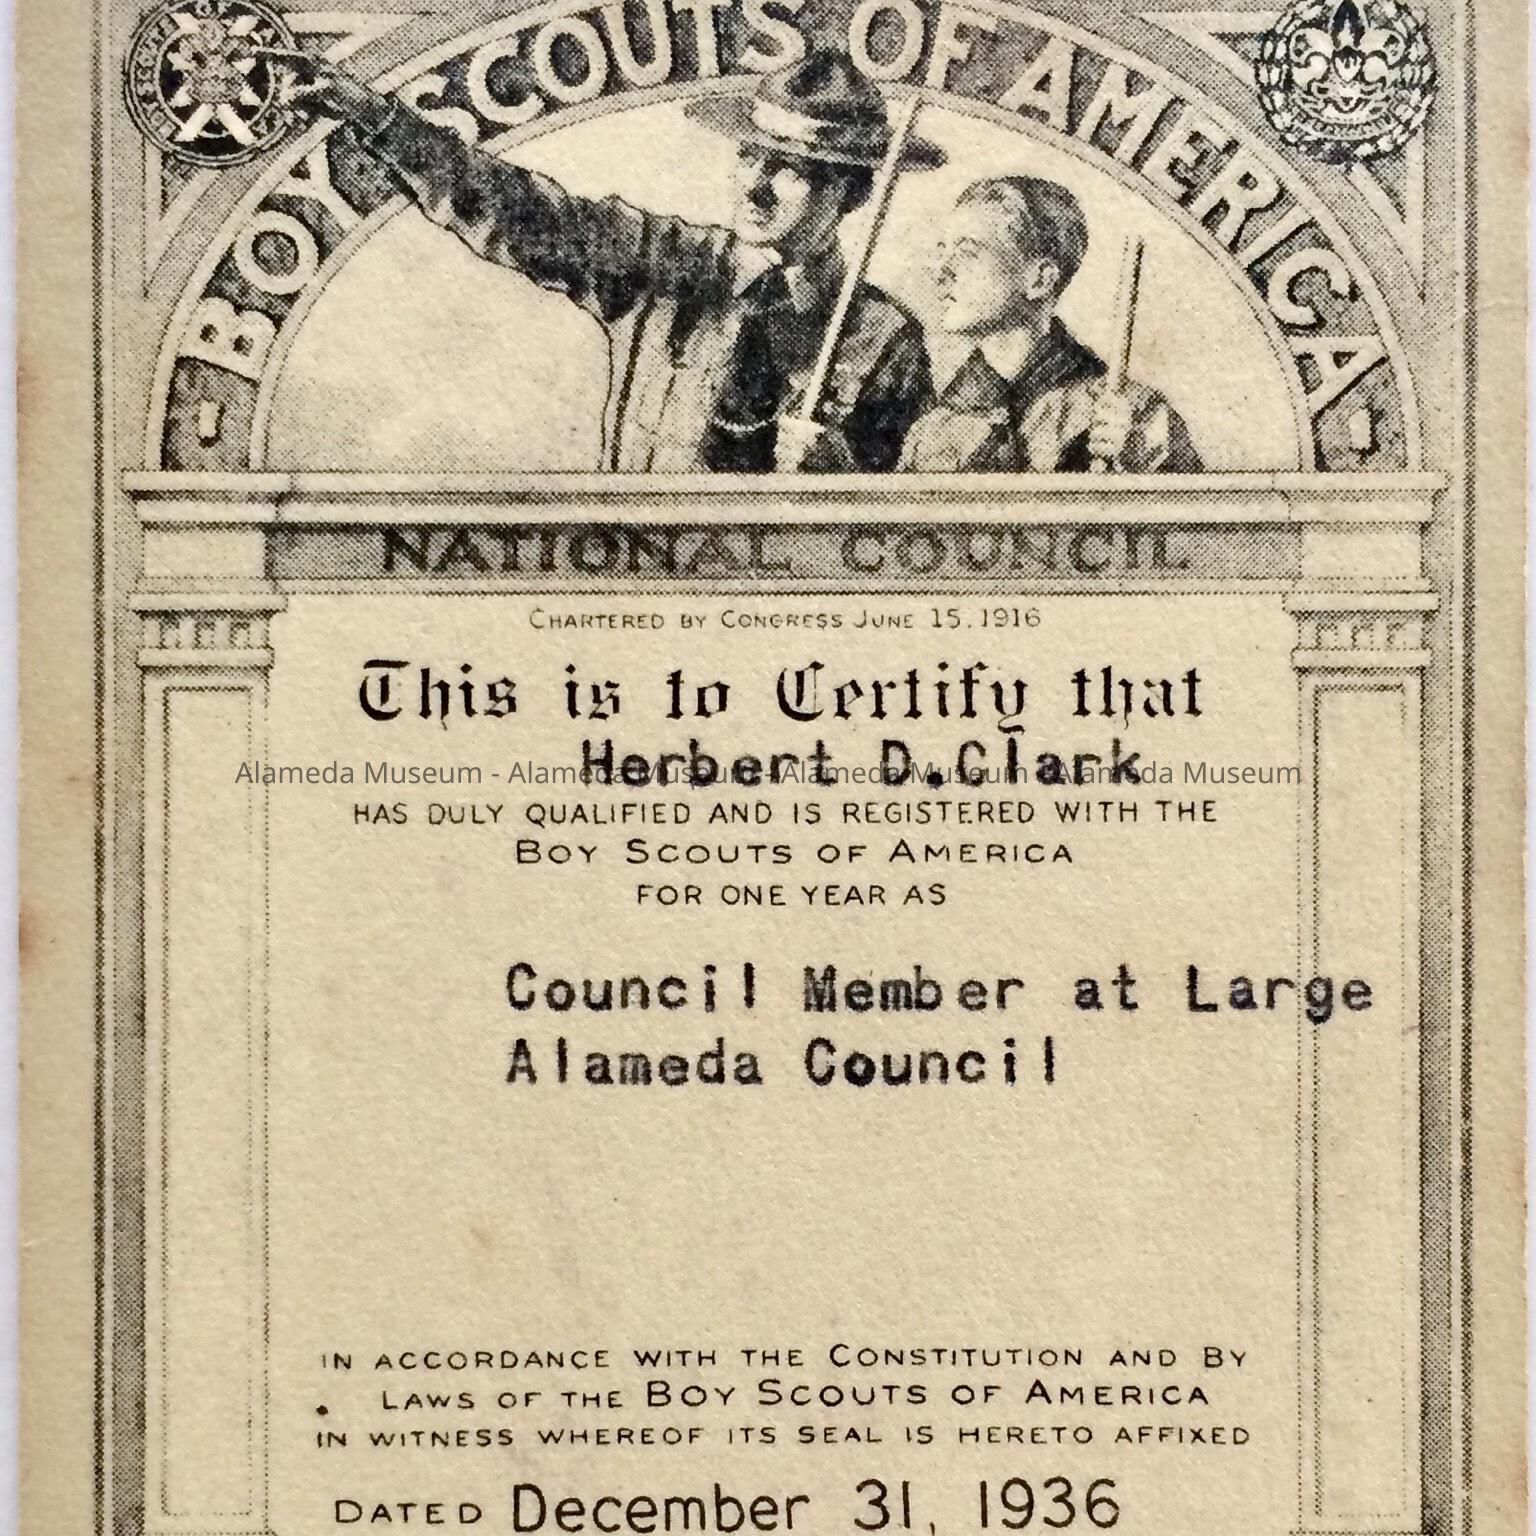 BOY SCOUTS OF AMERICA
NATIONAL COUNCIL
CHARTERED BY CONGRESS JUNE 15, 1916
This is to Certify that
Herbert D.Clark
Alameda Museum - Alameda Museum - Alameda Museum - Alameda Museum
HAS DULY QUALIFIED AND IS REGISTERED WITH THE
BOY SCOUTS OF AMERICA
FOR ONE YEAR AS
Council Member at Large
Alameda Council
IN ACCORDANCE WITH THE CONSTITUTION AND BY
LAWS OF THE BOY SCOUTS OF AMERICA
IN WITNESS WHEREOF ITS SEAL IS HERETO AFFIXED
DATED December 31, 1936